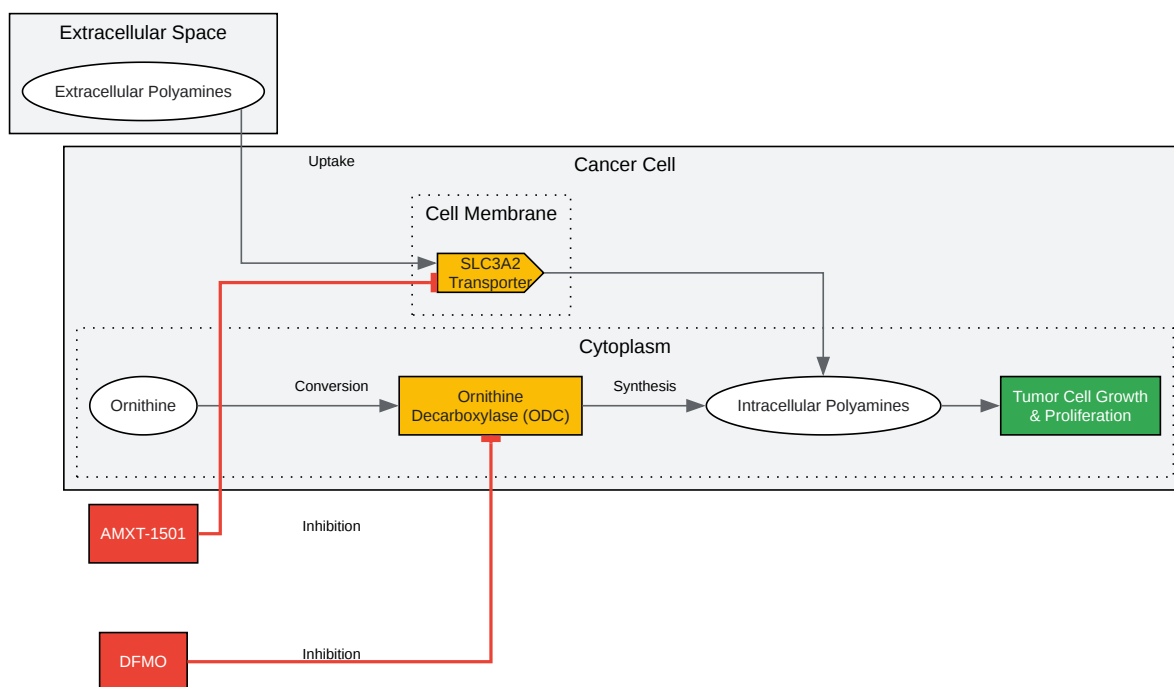 Extracellular Space
Extracellular Polyamines
Uptake
Cancer Cell
Cell Membrane
SLC3A2
Transporter
Cytoplasm
Ornithine
Conversion
Ornithine
Decarboxylase (ODC)
Synthesis
Intracellular Polyamines
Tumor Cell Growth
& Proliferation
AMXT-1501
Inhibition
DFMO
Inhibition